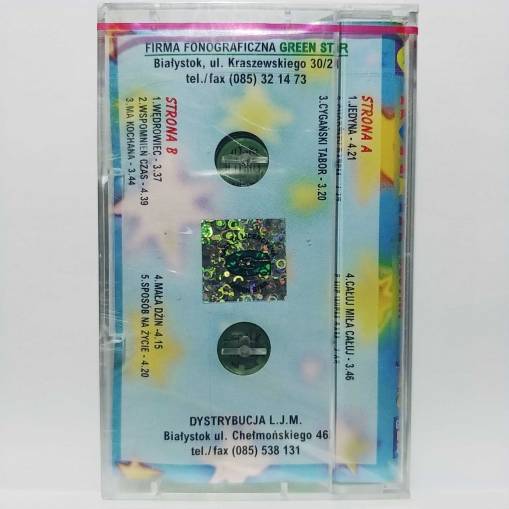 FIRMA FONOGRAFICZNA GREEN ST R
Białystok, ul. Kraszewskiego 30/2
tel./fax (085) 32 14 73
STRONA A
1. JEDYNA - 4.21
3. CYGAŃSKI TABOR - 3.20
4. CAŁUJ MIŁA CAŁUJ - 3.46
STRONA B
1. WĘDROWIEC - 3.37
2. WSPOMNIEŃ CZAS - 4.39
3. MA KOCHANA - 3.44
4. MAŁA DŻIN -4.15
5. SPOSÓB NA ŻYCIE - 4.20
DYSTRYBUCJA L.J.M.
Białystok ul. Chełmońskiego 46
tel./fax (085) 538 131